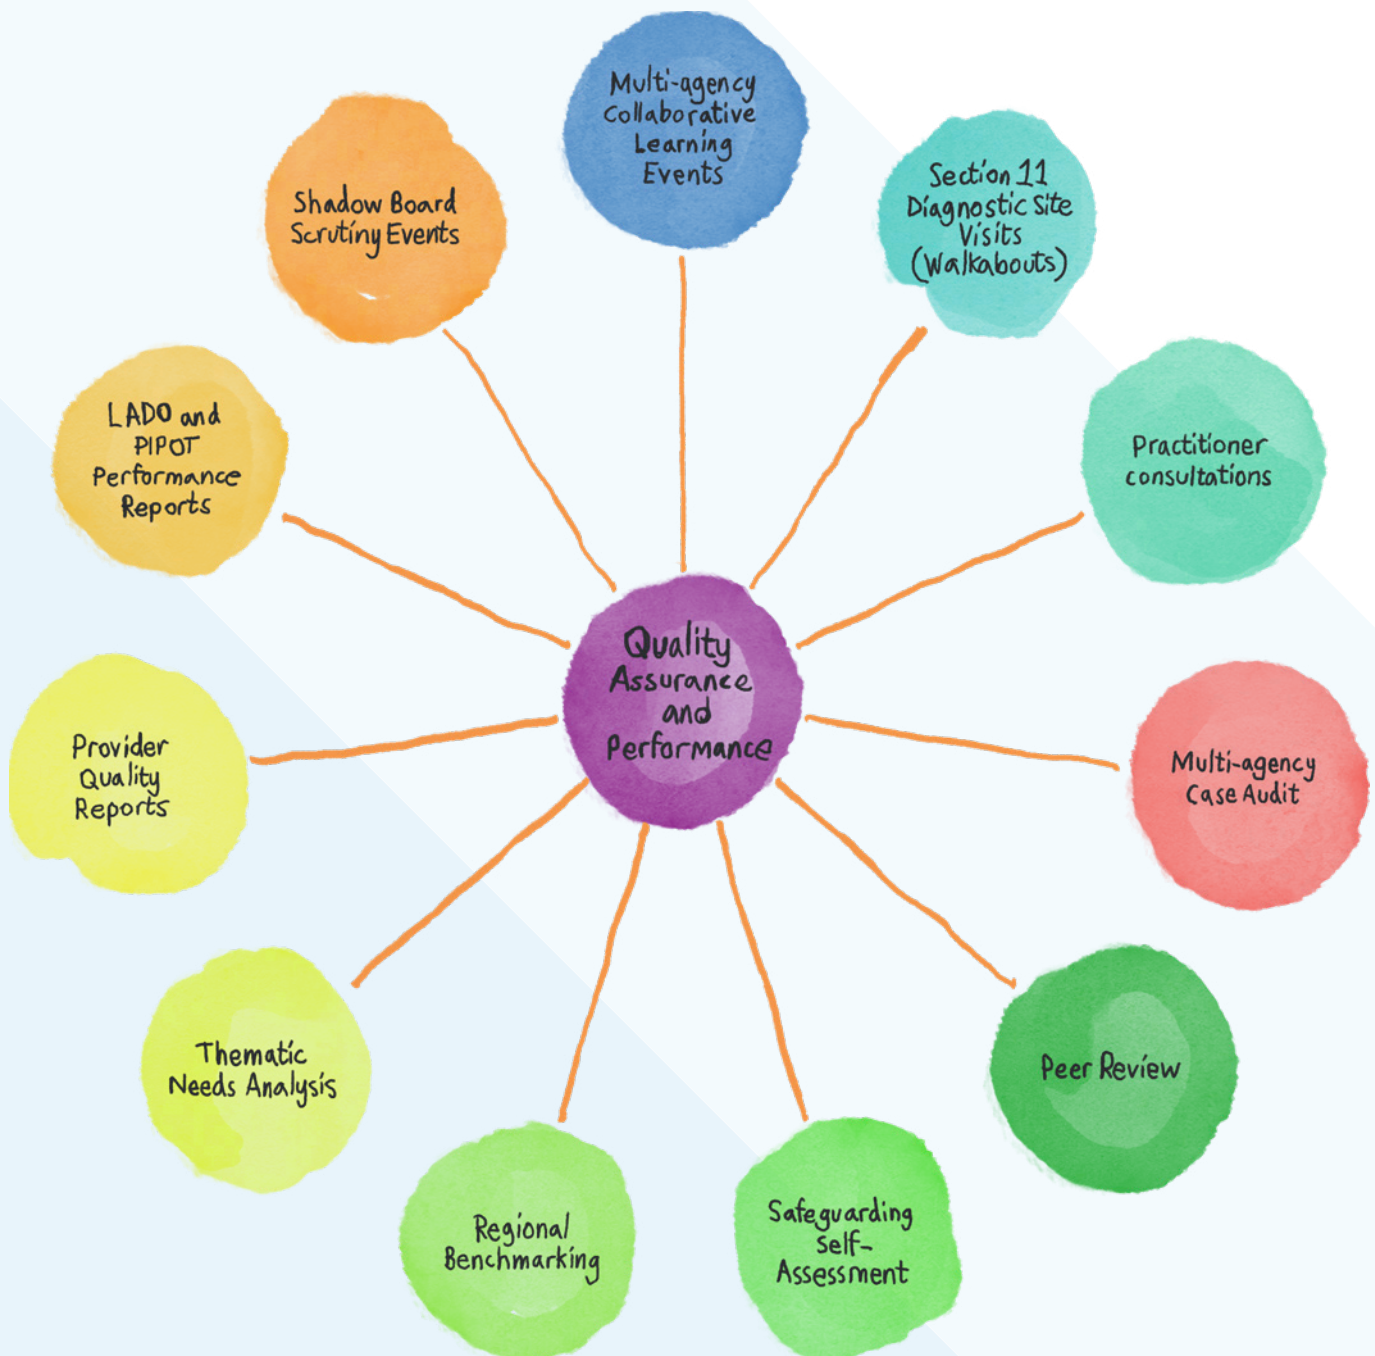 Multi-agency
Collaborative
Learning
Events
Section 11
Diagnostic Site
Visits
(Walkabouts)
Practitioner
consultations
Multi-agency
Case Audit
Peer Review
Safeguarding
Self-
Assessment
Regional
Benchmarking
Thematic
Needs Analysis
Provider
Quality
Reports
LADO and
PIPOT
Performance
Reports
Shadow Board
Scrutiny Events
Quality
Assurance
and
Performance